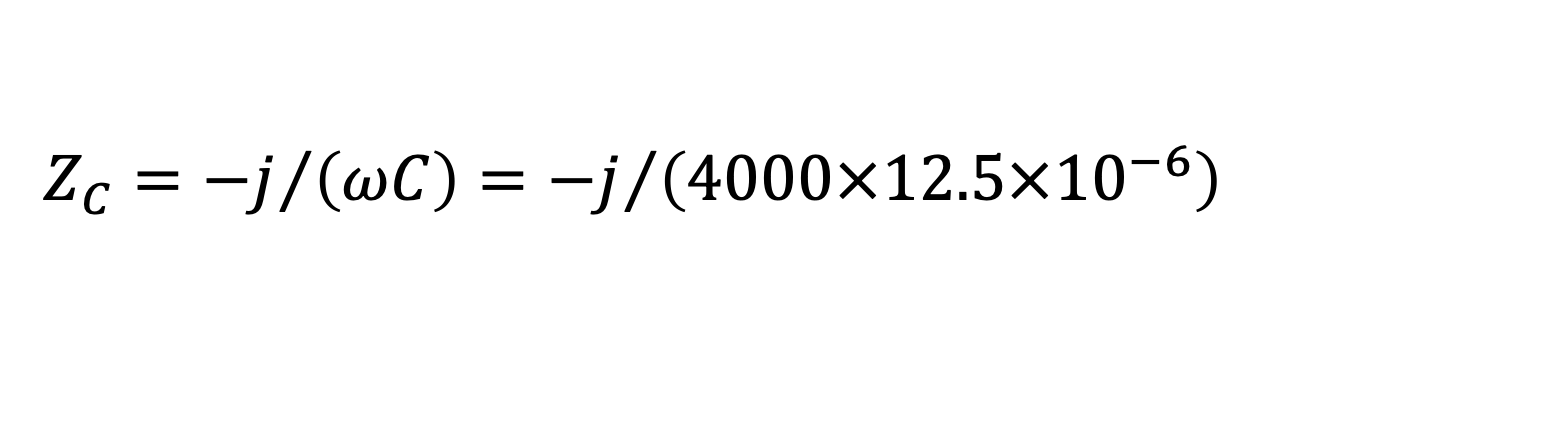 Z_C = −j/(ωC) = −j/(4000×12.5×10⁻⁶)